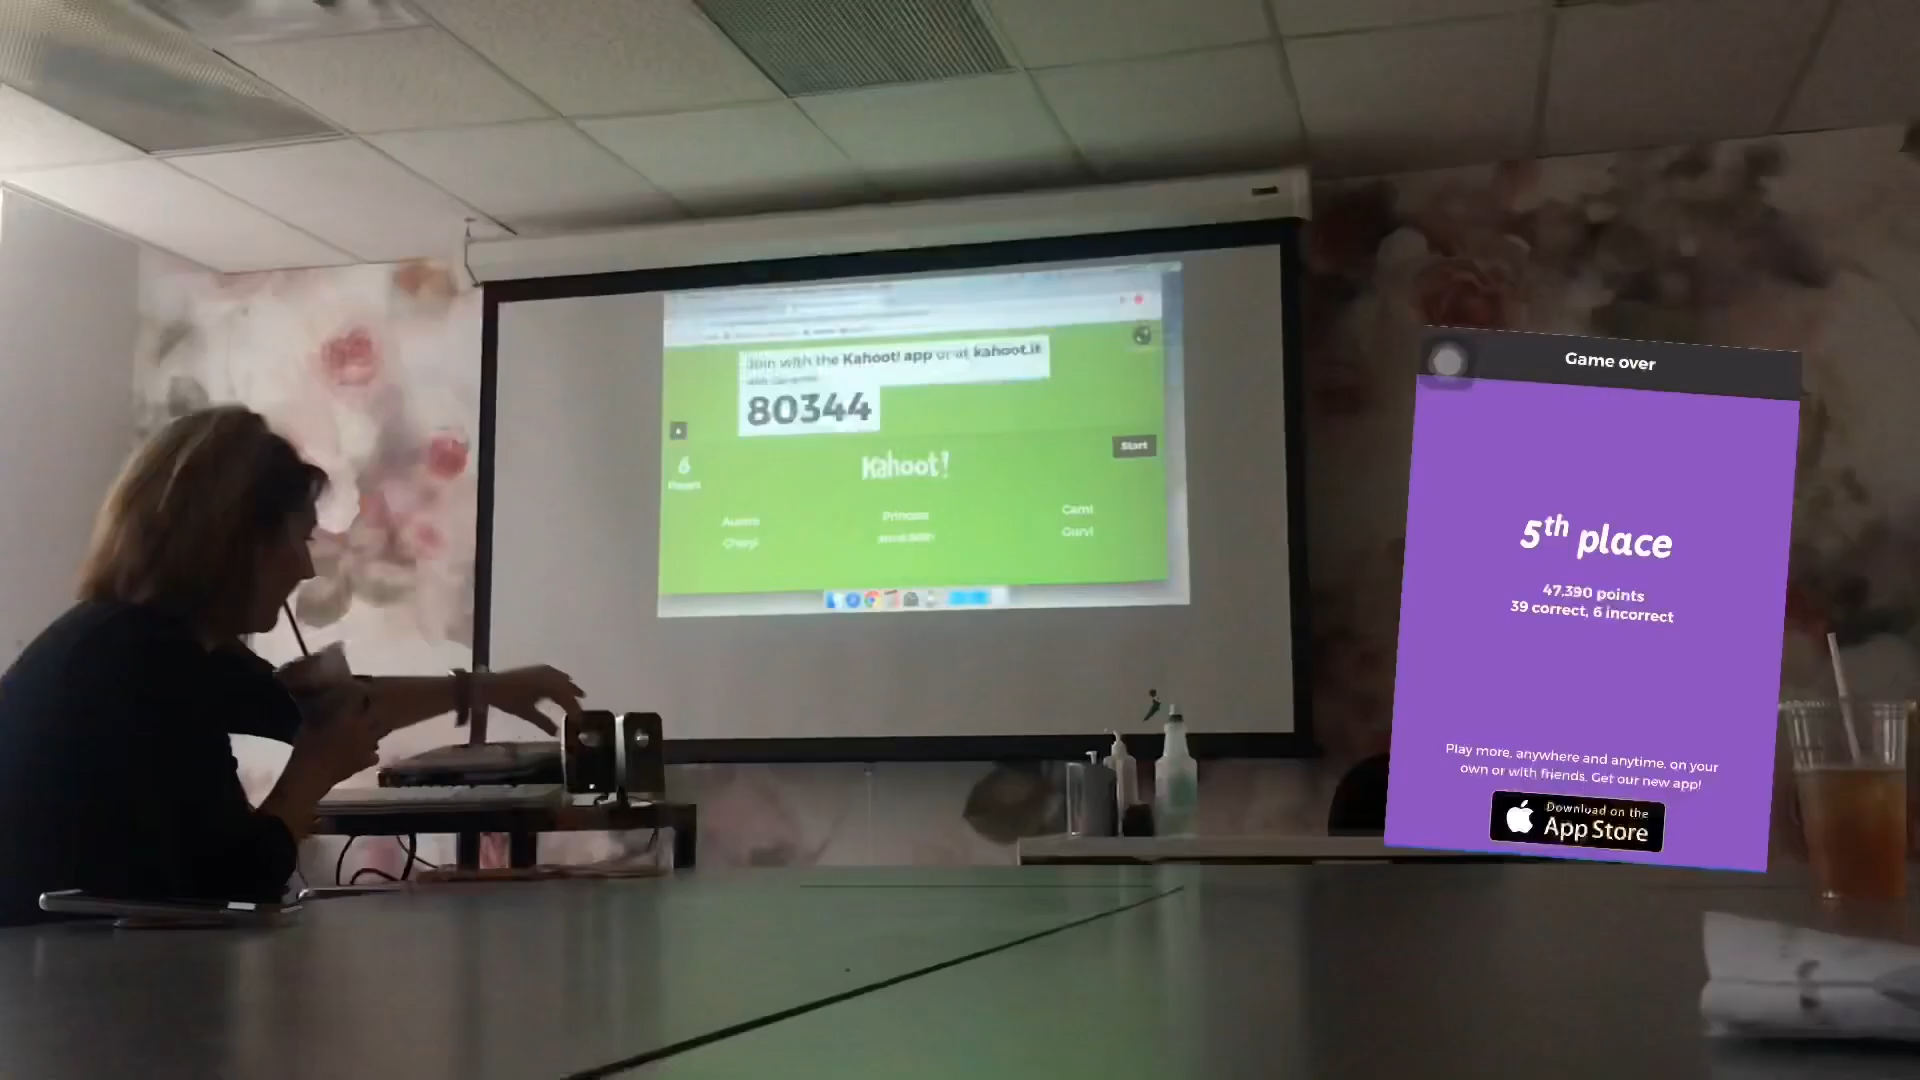 Join with the Kahoot! app or at kahoot.it
80344
Start
6
Players
Kahoot!
Princess
Cami
Cheryl
Game over
5th place
47,390 points
39 correct, 6 incorrect
Play more, anywhere and anytime, on your
own or with friends. Get our new app!
Download on the
App Store